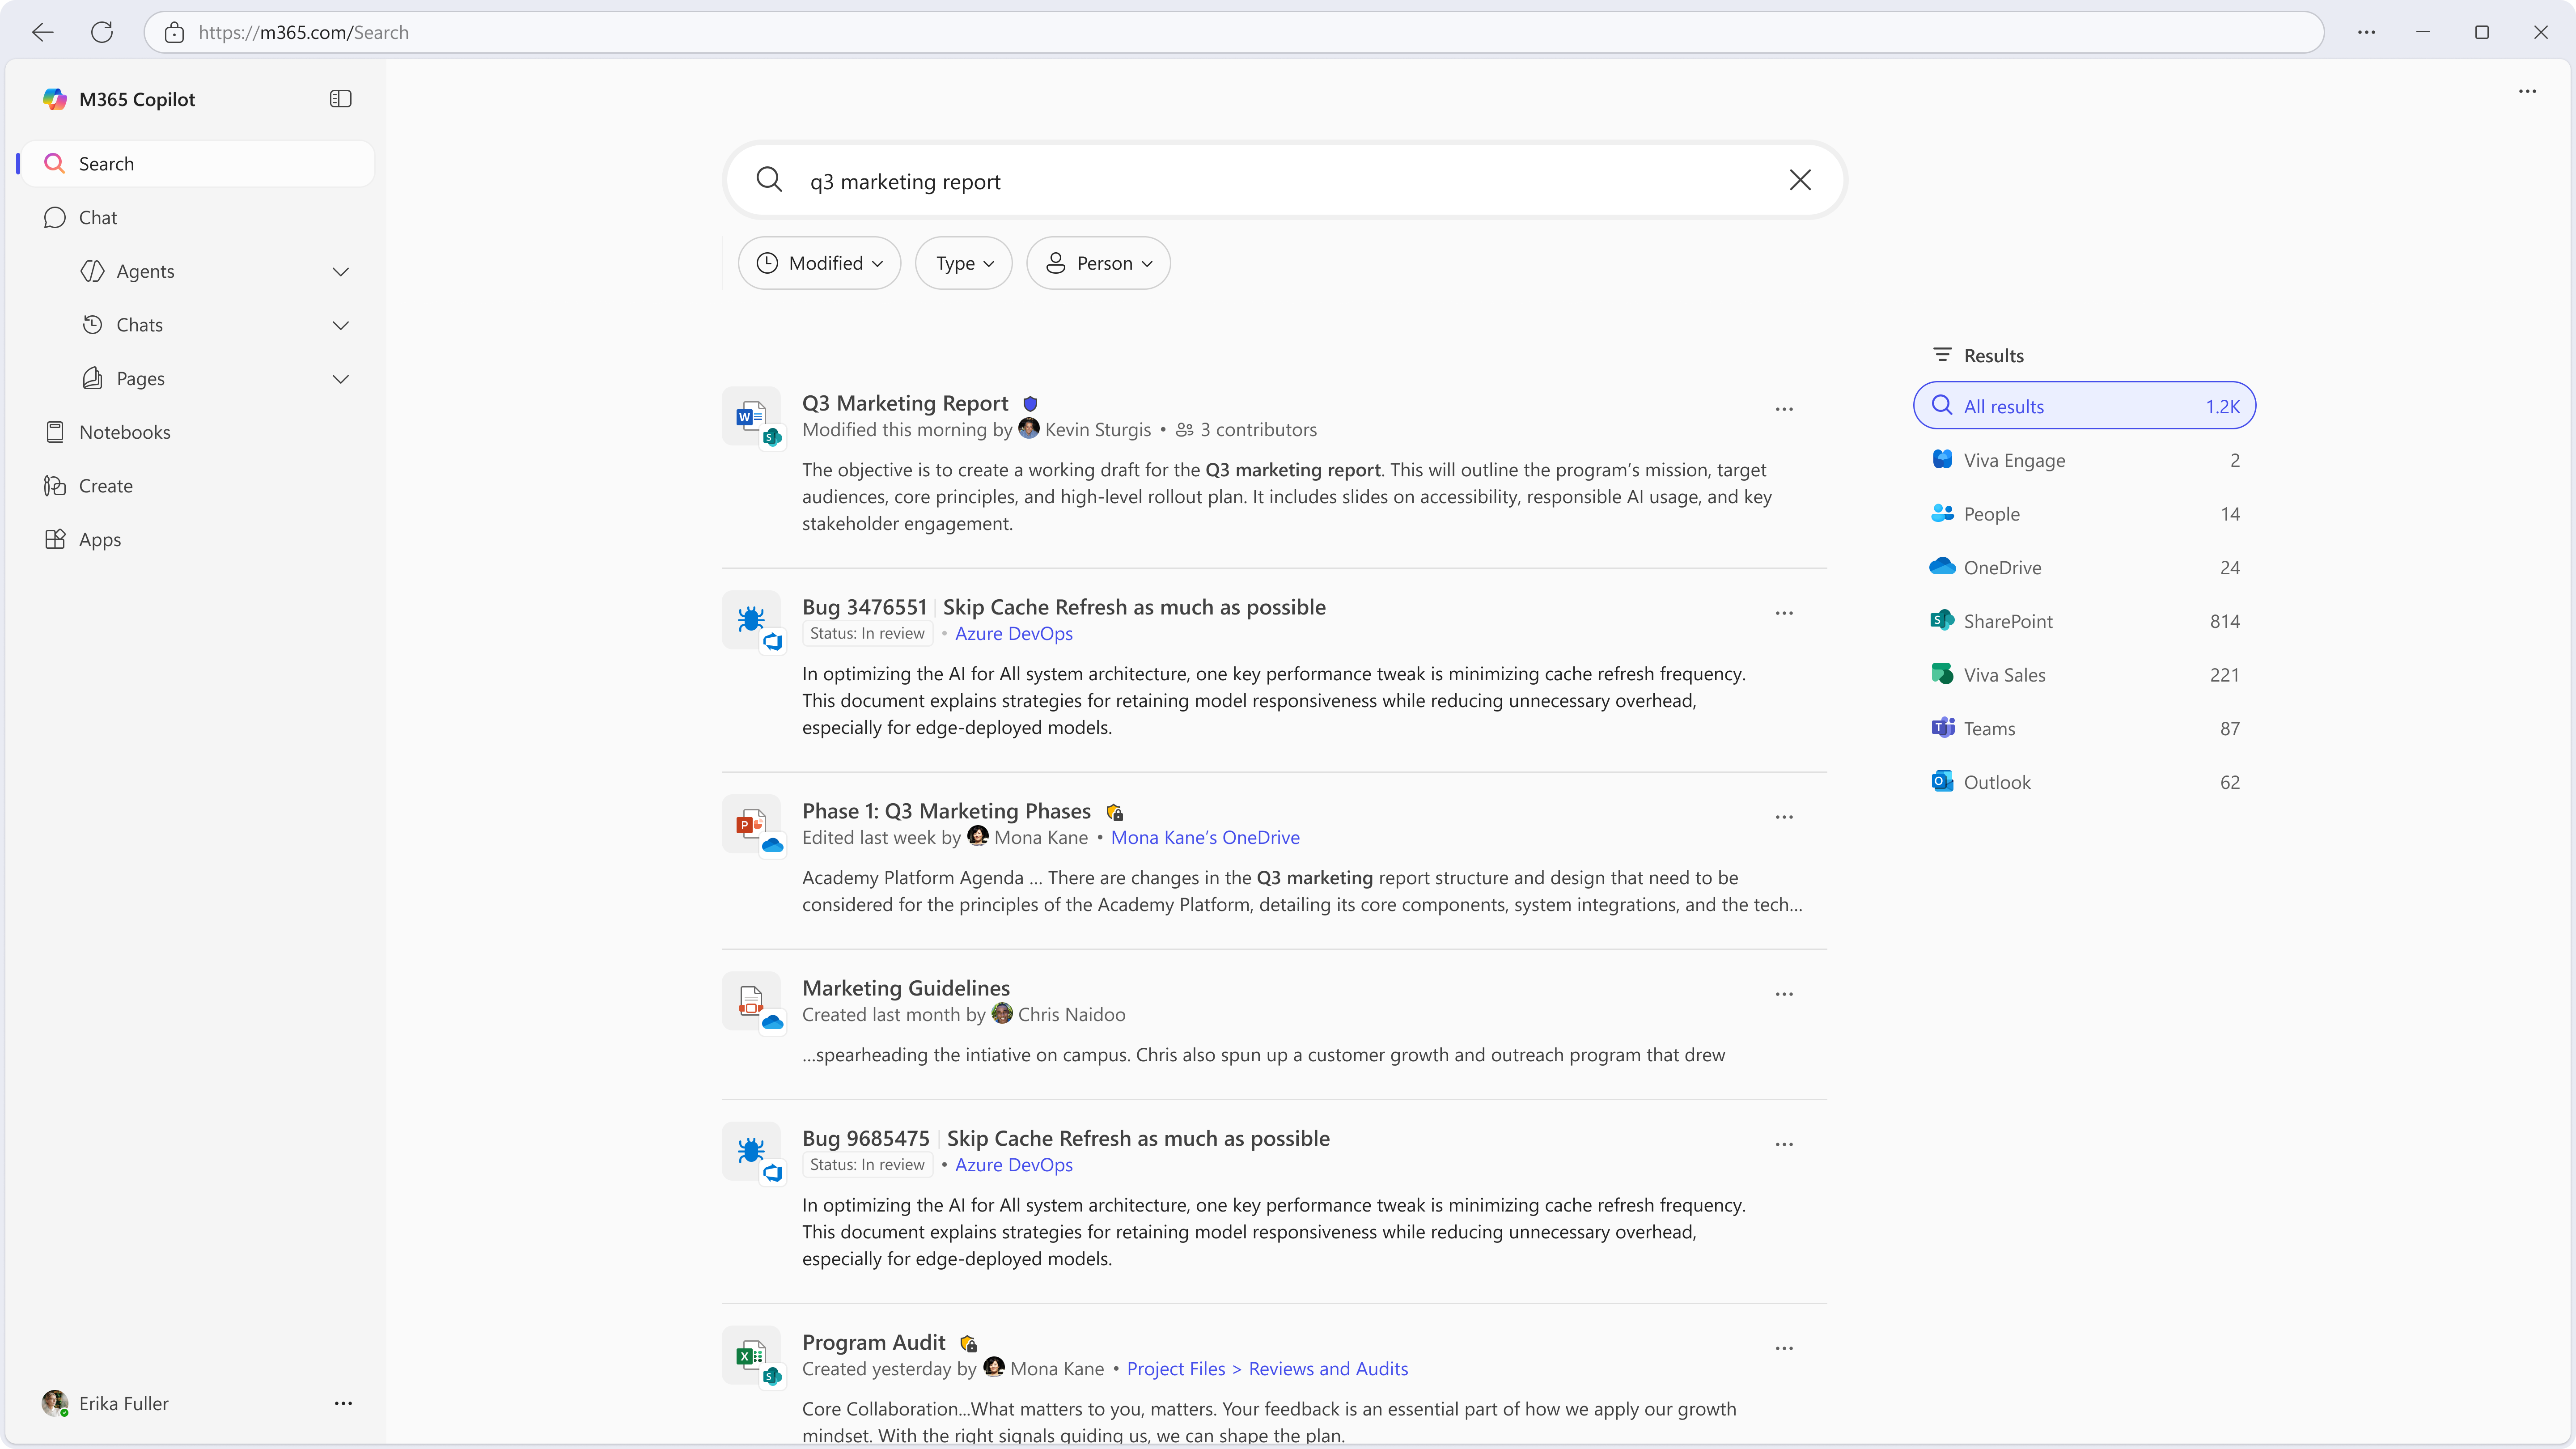 https://m365.com/Search
M365 Copilot
Search
Chat
Agents
Chats
Pages
Notebooks
Create
Apps
Erika Fuller
q3 marketing report
Modified
Type
Person
Q3 Marketing Report
Modified this morning by Kevin Sturgis • 3 contributors
The objective is to create a working draft for the Q3 marketing report. This will outline the program’s mission, target
audiences, core principles, and high-level rollout plan. It includes slides on accessibility, responsible AI usage, and key
stakeholder engagement.
Bug 3476551 | Skip Cache Refresh as much as possible
Status: In review • Azure DevOps
In optimizing the AI for All system architecture, one key performance tweak is minimizing cache refresh frequency.
This document explains strategies for retaining model responsiveness while reducing unnecessary overhead,
especially for edge-deployed models.
Phase 1: Q3 Marketing Phases
Edited last week by Mona Kane • Mona Kane’s OneDrive
Academy Platform Agenda ... There are changes in the Q3 marketing report structure and design that need to be
considered for the principles of the Academy Platform, detailing its core components, system integrations, and the tech...
Marketing Guidelines
Created last month by Chris Naidoo
...spearheading the intiative on campus. Chris also spun up a customer growth and outreach program that drew
Bug 9685475 | Skip Cache Refresh as much as possible
Status: In review • Azure DevOps
In optimizing the AI for All system architecture, one key performance tweak is minimizing cache refresh frequency.
This document explains strategies for retaining model responsiveness while reducing unnecessary overhead,
especially for edge-deployed models.
Program Audit
Created yesterday by Mona Kane • Project Files > Reviews and Audits
Core Collaboration...What matters to you, matters. Your feedback is an essential part of how we apply our growth
mindset. With the right signals guiding us, we can shape the plan.
Results
All results 1.2K
Viva Engage 2
People 14
OneDrive 24
SharePoint 814
Viva Sales 221
Teams 87
Outlook 62